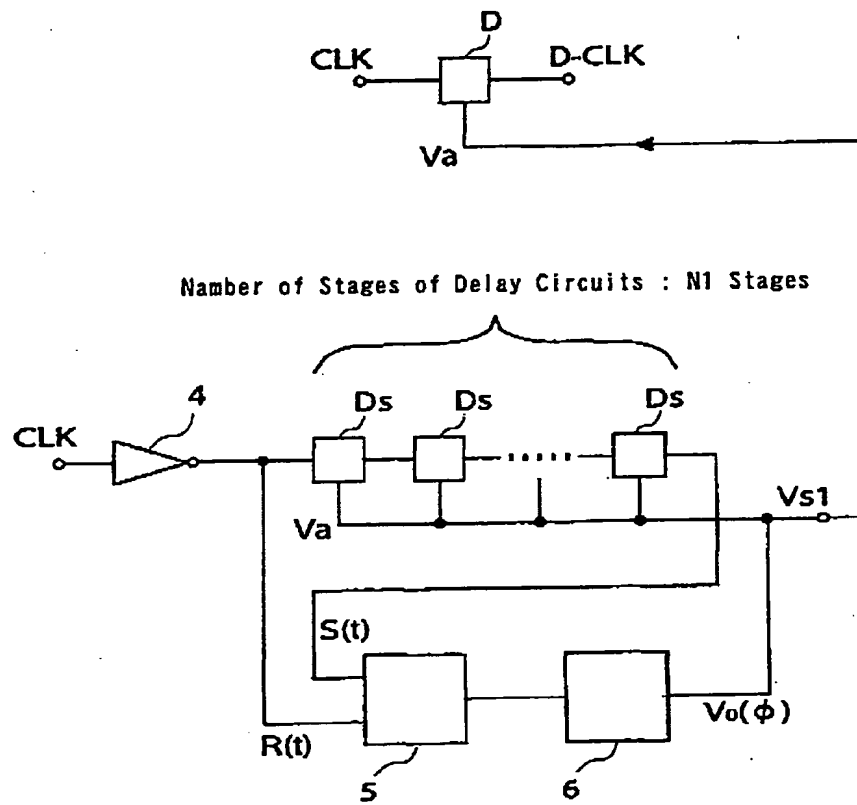 D
CLK
D-CLK
Va
Namber of Stages of Delay Circuits : N1 Stages
4
Ds
Ds
Ds
CLK
Va
Vs1
S(t)
R(t)
Vo(ϕ)
5
6